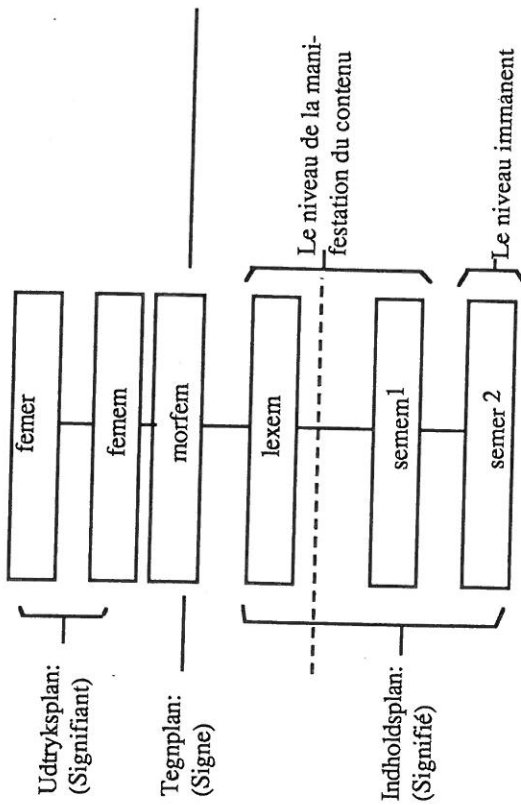 Udtryksplan:
(Signifiant)
femer
femem
Tegnplan:
(Signe)
morfem
lexem
Le niveau de la mani-
festation du contenu
Indholdsplan:
(Signifié)
semem¹
semer ²
Le niveau immanent